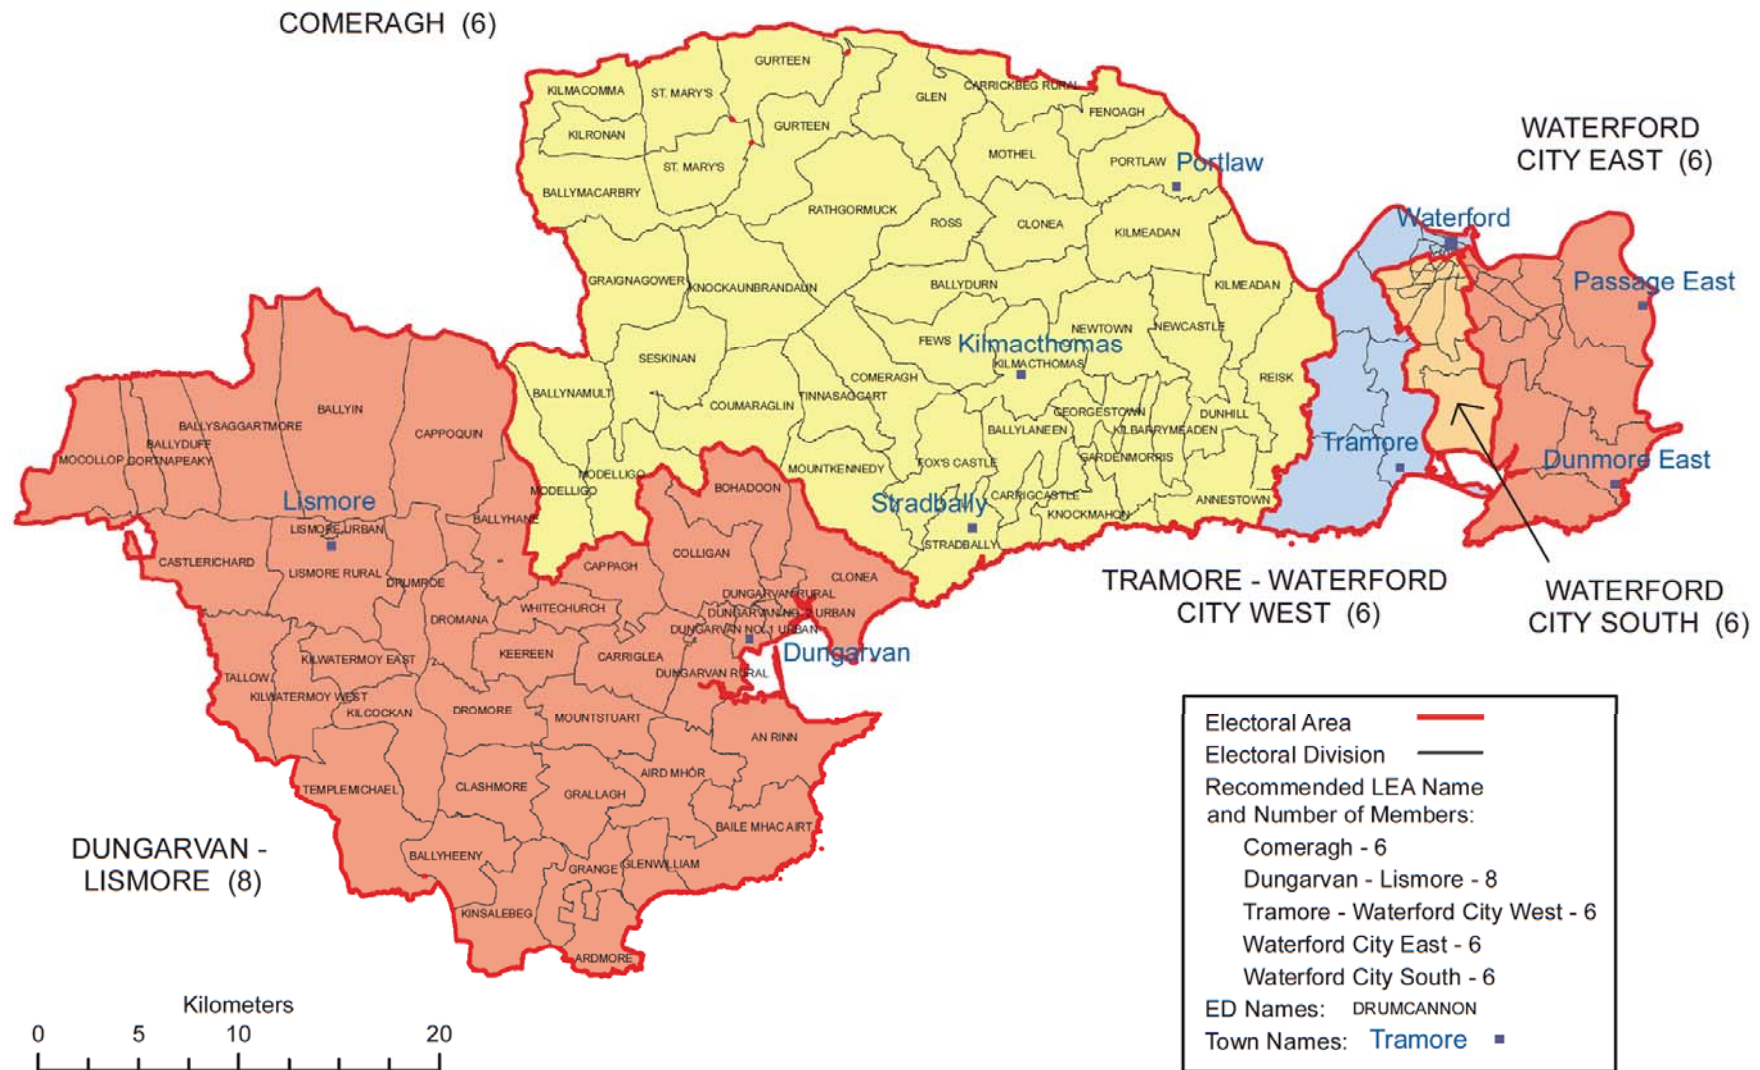 COMERAGH (6)
WATERFORD
CITY EAST (6)
TRAMORE - WATERFORD
CITY WEST (6)
WATERFORD
CITY SOUTH (6)
DUNGARVAN -
LISMORE (8)
GURTEEN
KILMACOMMA
ST. MARY'S
GLEN
CARRICKBEG RURAL
FENOAGH
KILRONAN
GURTEEN
MOTHEL
PORTLAW
Portlaw
ST. MARY'S
BALLYMACARBRY
RATHGORMUCK
ROSS
CLONEA
KILMEADAN
Waterford
GRAIGNAGOWER
KNOCKAUNBRANDAUN
BALLYDURN
KILMEADAN
Passage East
NEWTOWN
NEWCASTLE
FEWS
Kilmacthomas
SESKINAN
KILMACTHOMAS
COMERAGH
REISK
BALLYNAMULT
TINNASAGGART
COUMARAGLIN
GEORGESTOWN
DUNHILL
BALLYIN
BALLYSAGGARTMORE
CAPPOQUIN
BALLYLANEEN
KILBARRYMEADEN
Tramore
BALLYDUFF
MOCOLLOP
GORTNAPEAKY
GARDENMORRIS
Dunmore East
MOUNTKENNEDY
FOX'S CASTLE
MODELLIGO
MODELLIGO
BOHADOON
CARRIGCASTLE
ANNESTOWN
Lismore
Stradbally
KNOCKMAHON
BALLYHANE
LISMORE URBAN
STRADBALLY
COLLIGAN
CASTLERICHARD
CAPPAGH
LISMORE RURAL
DRUMROE
CLONEA
DUNGARVAN RURAL
WHITECHURCH
DUNGARVAN NO. 2 URBAN
DROMANA
DUNGARVAN NO. 1 URBAN
Dungarvan
KILWATERMOY EAST
KEEREEN
CARRIGLEA
DUNGARVAN RURAL
TALLOW
KILWATERMOY WEST
KILCOCKAN
DROMORE
MOUNTSTUART
AN RINN
AIRD MHÓR
TEMPLEMICHAEL
CLASHMORE
GRALLAGH
BAILE MHAC AIRT
BALLYHEENY
GRANGE
GLENWILLIAM
KINSALEBEG
ARDMORE
Kilometers
0 5 10 20
Electoral Area
Electoral Division
Recommended LEA Name
and Number of Members:
Comeragh - 6
Dungarvan - Lismore - 8
Tramore - Waterford City West - 6
Waterford City East - 6
Waterford City South - 6
ED Names: DRUMCANNON
Town Names: Tramore